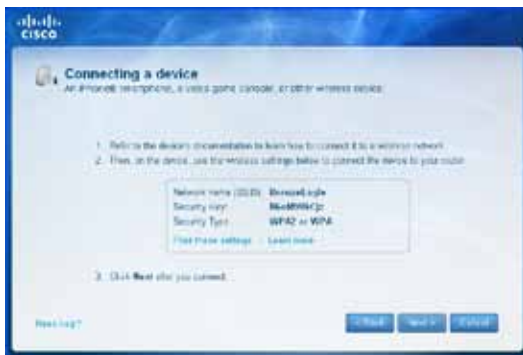 CISCO
Connecting a device
An iPhone® smartphone, a video game console, or other wireless device.
1. Refer to the device's documentation to learn how to connect it to a wireless network.
2. Then, on the device, use the wireless settings below to connect the device to your router.
Network name (SSID):
Security Key:
Security Type: WPA2 or WPA
Print these settings Learn more
3. Click Next after you connect.
Need help?
< Back Next > Cancel